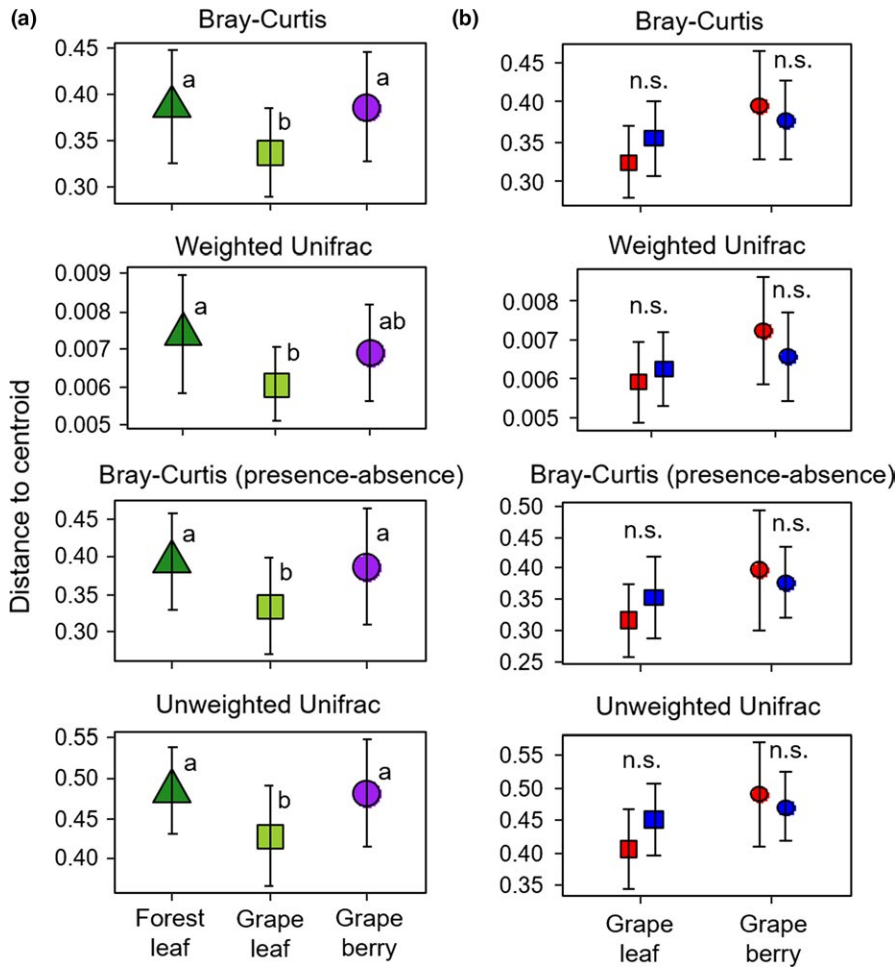 (a)
Bray-Curtis
0.45
0.40
0.35
0.30
a
b
a
Weighted Unifrac
0.009
0.008
0.007
0.006
0.005
a
b
ab
Bray-Curtis (presence-absence)
0.45
0.40
0.35
0.30
a
b
a
Unweighted Unifrac
0.55
0.50
0.45
0.40
a
b
a
Forest
leaf
Grape
leaf
Grape
berry
Distance to centroid
(b)
Bray-Curtis
0.45
0.40
0.35
0.30
n.s.
n.s.
Weighted Unifrac
0.008
0.007
0.006
0.005
n.s.
n.s.
Bray-Curtis (presence-absence)
0.50
0.45
0.40
0.35
0.30
0.25
n.s.
n.s.
Unweighted Unifrac
0.55
0.50
0.45
0.40
0.35
n.s.
n.s.
Grape
leaf
Grape
berry